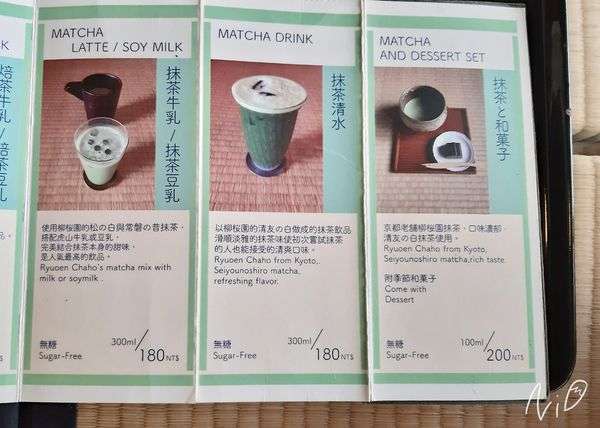 焙茶牛乳/焙茶豆乳
MATCHA
LATTE / SOY MILK
抹茶牛乳/抹茶豆乳
使用柳桜園的松の白與常磐の昔抹茶,
搭配虎山牛乳或豆乳,
完美結合抹茶本身的甜味,
是人氣最高的飲品。
Ryuoen Chaho's matcha mix with
milk or soymilk .
無糖
Sugar-Free
300ml/180NT$
MATCHA DRINK
抹茶清水
以柳桜園的清友の白做成的抹茶飲品
滑順淡雅的抹茶味使初次嘗試抹茶
的人也能接受的清爽口味。
Ryuoen Chaho from Kyoto,
Seiyounoshiro matcha,
refreshing flavor.
無糖
Sugar-Free
300ml/180NT$
MATCHA
AND DESSERT SET
抹茶と和菓子
京都老舖柳桜園抹茶、口味濃郁,
清友の白抹茶使用。
Ryuoen Chaho from Kyoto,
Seiyounoshiro matcha,rich taste.
附季節和菓子
Come with
Dessert
無糖
Sugar-Free
100ml/200NT$